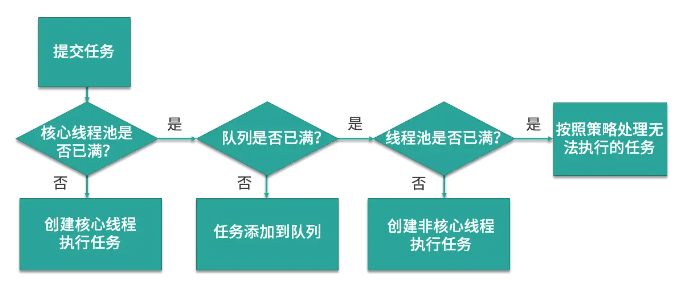 提交任务
核心线程池是
否已满?
是
队列是否已满?
是
线程池是否已满?
是
按照策略处理无
法执行的任务
否
否
否
创建核心线程
执行任务
任务添加到队列
创建非核心线程
执行任务